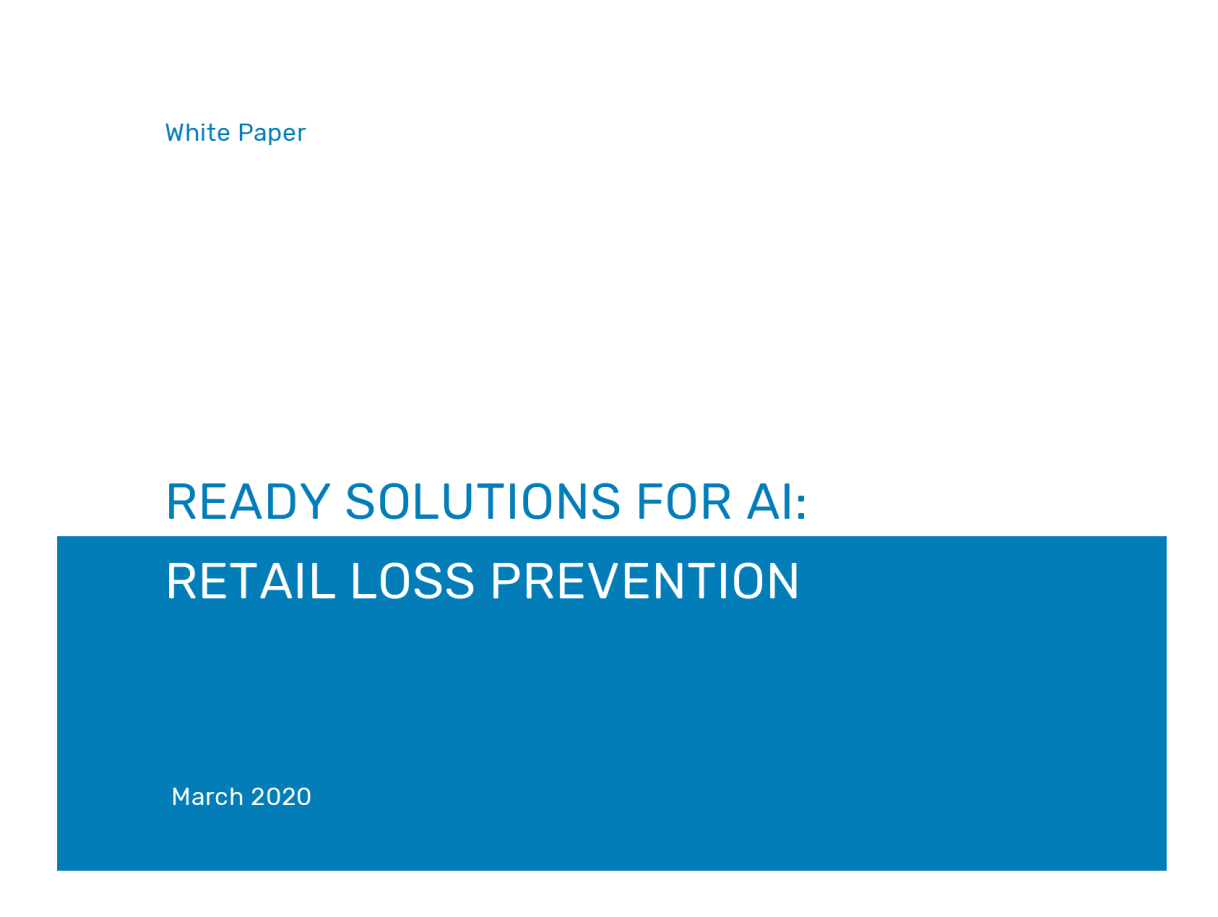 White Paper
READY SOLUTIONS FOR AI:
RETAIL LOSS PREVENTION
March 2020